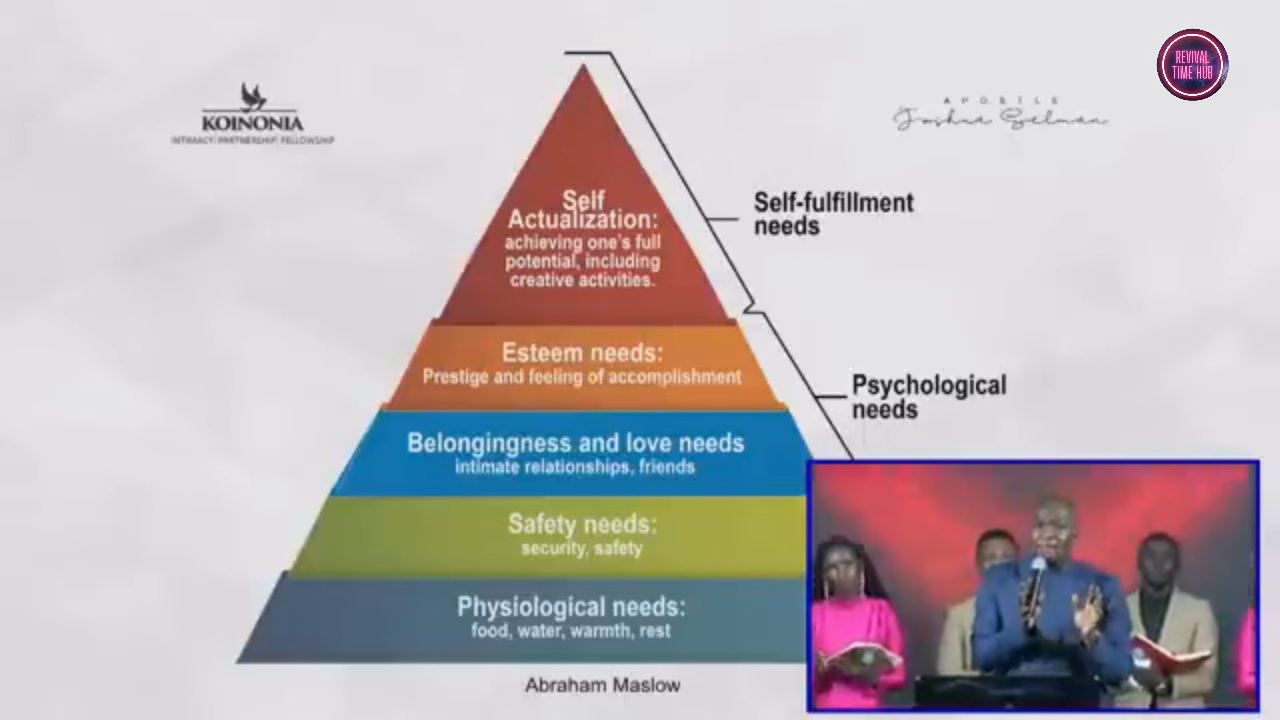 REVIVAL
TIME HUB
KOINONIA
INTIMACY| PARTNERSHIP| FELLOWSHIP
APOSTLE
Joshua Selman
Self
Actualization:
achieving one's full
potential, including
creative activities.
Self-fulfillment
needs
Esteem needs:
Prestige and feeling of accomplishment
Psychological
needs
Belongingness and love needs
intimate relationships, friends
Safety needs:
security, safety
Physiological needs:
food, water, warmth, rest
Abraham Maslow